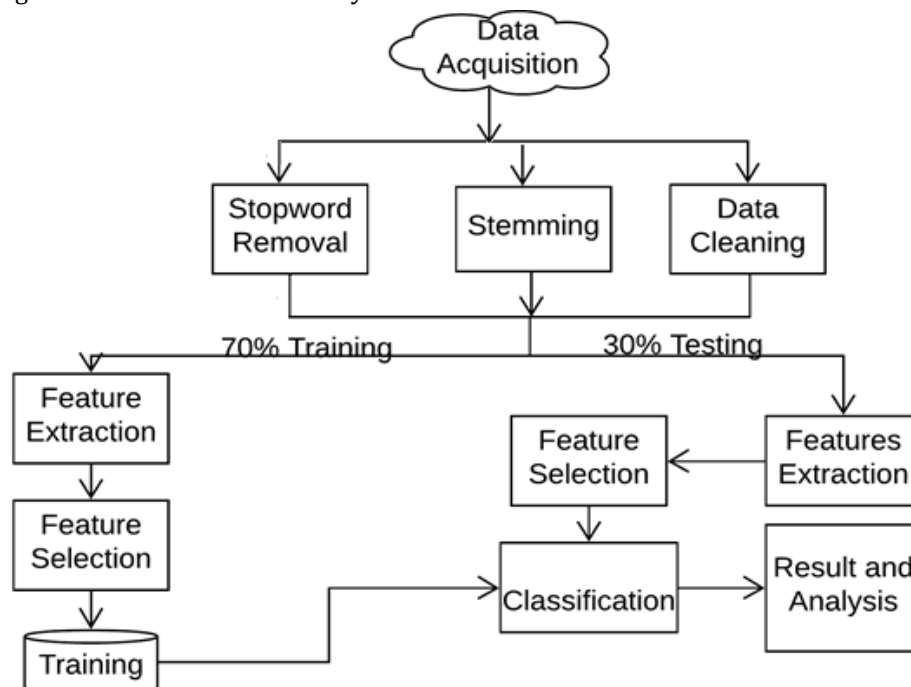 Data
Acquisition
Stopword
Removal
Stemming
Data
Cleaning
70% Training
30% Testing
Feature
Extraction
Feature
Selection
Features
Extraction
Feature
Selection
Classification
Result and
Analysis
Training